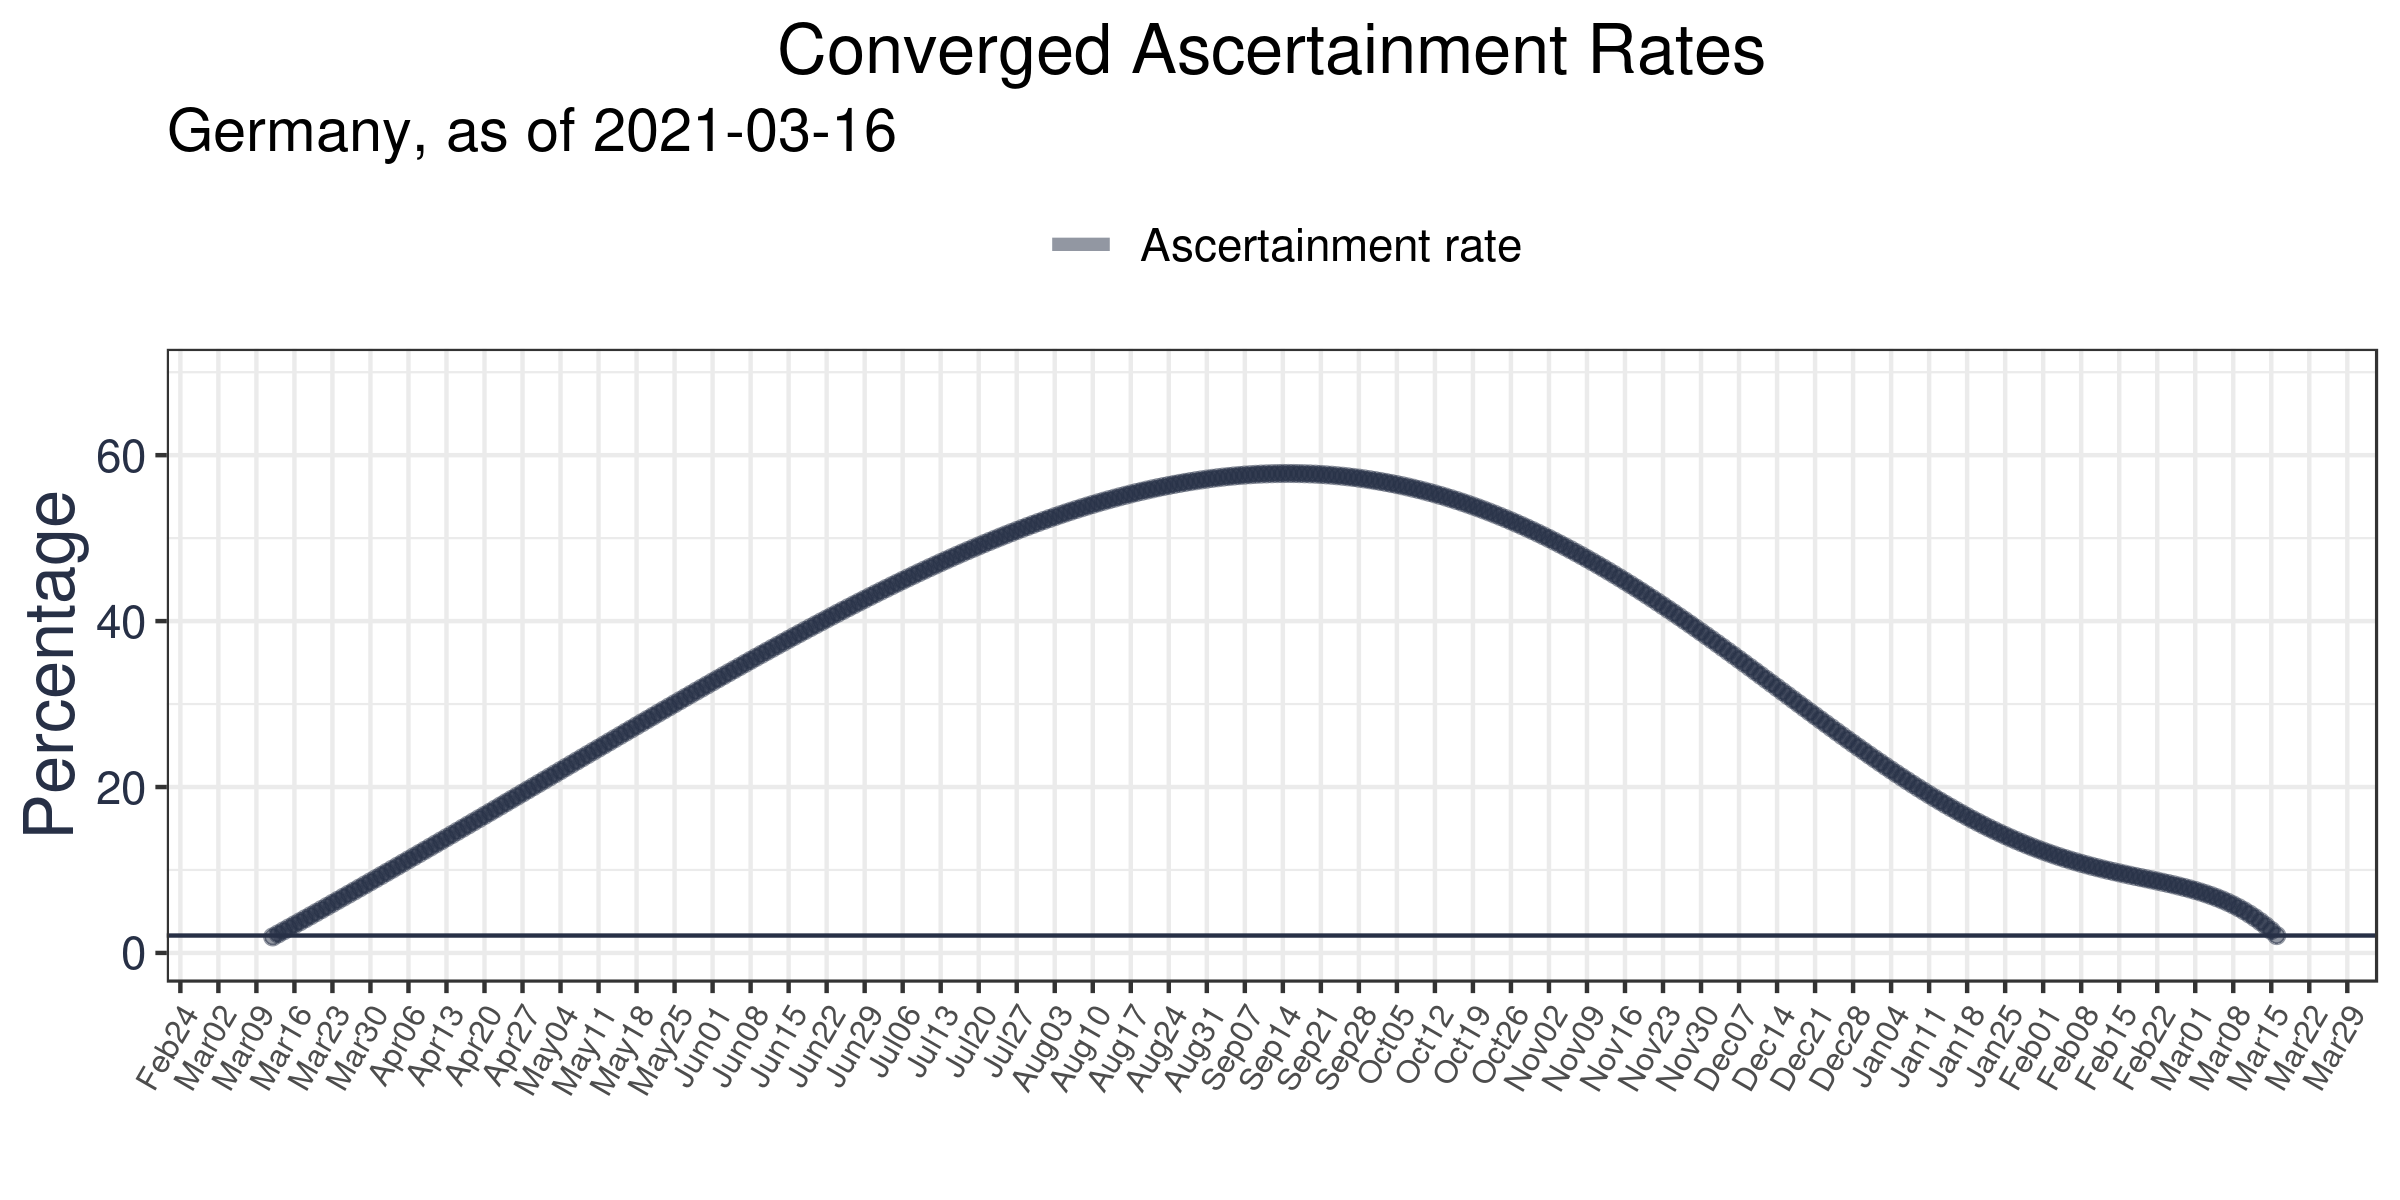 Converged Ascertainment Rates
Germany, as of 2021-03-16
Ascertainment rate
Percentage
60
40
20
0
Feb24 Mar02 Mar09 Mar16 Mar23 Mar30 Apr06 Apr13 Apr20 Apr27 May04 May11 May18 May25 Jun01 Jun08 Jun15 Jun22 Jun29 Jul06 Jul13 Jul20 Jul27 Aug03 Aug10 Aug17 Aug24 Aug31 Sep07 Sep14 Sep21 Sep28 Oct05 Oct12 Oct19 Oct26 Nov02 Nov09 Nov16 Nov23 Nov30 Dec07 Dec14 Dec21 Dec28 Jan04 Jan11 Jan18 Jan25 Feb01 Feb08 Feb15 Feb22 Mar01 Mar08 Mar15 Mar22 Mar29